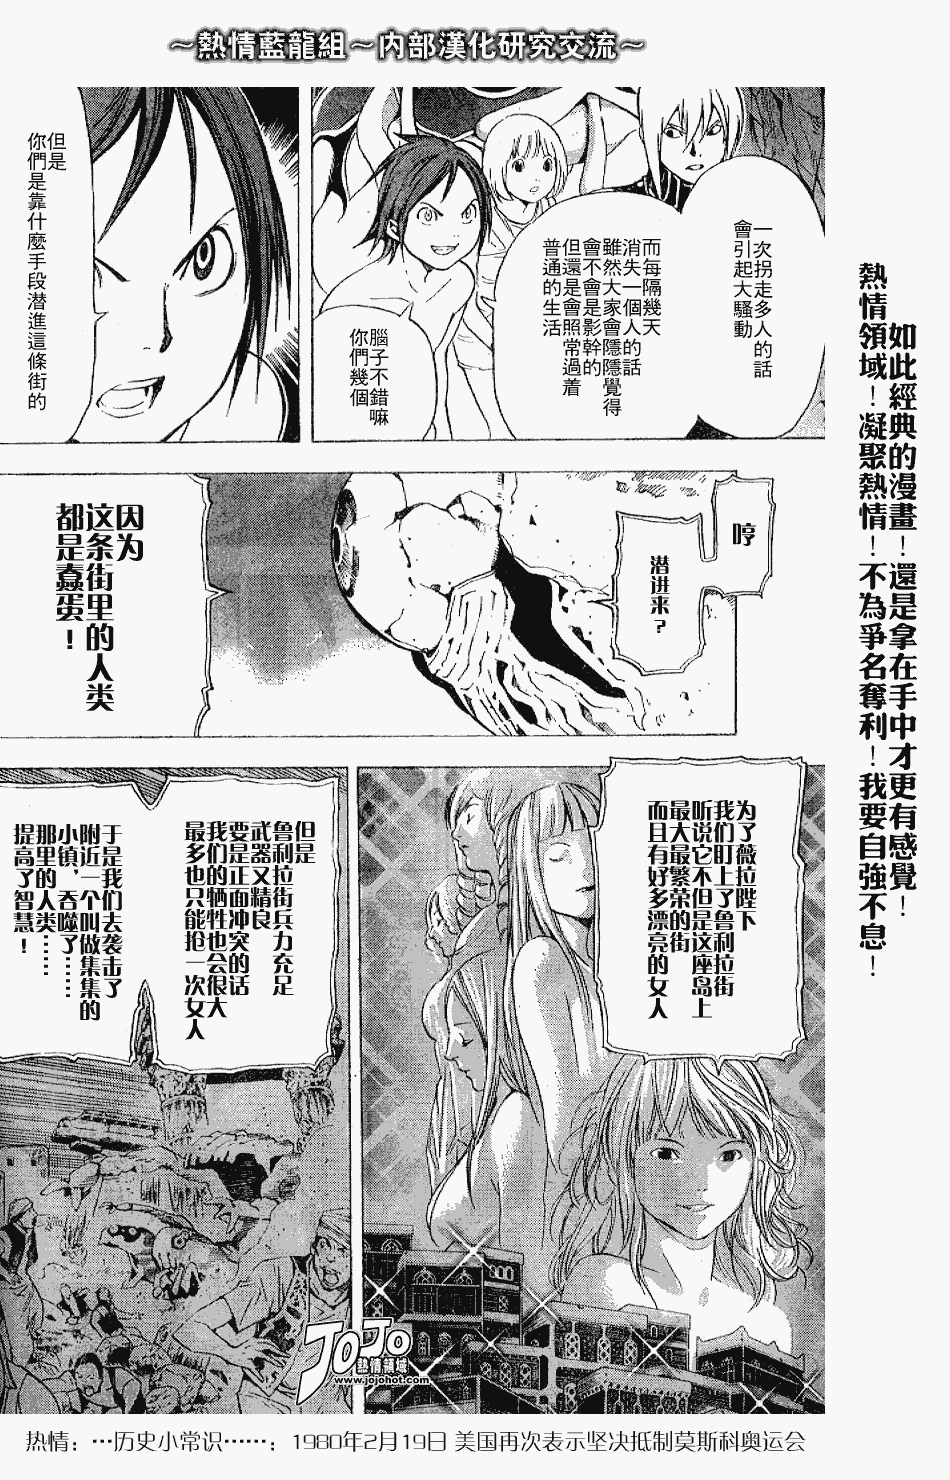 ～熱情藍龍組～内部漢化研究交流～
一次拐走多人的話
會引起大騷動
而每隔幾天
消失一個人的話
雖然大家會隱隱覺得
會不會是影幹的
但還是會照常過着
普通的生活
腦子不錯嘛
你們幾個
但是
你們是靠什麼手段潜進這條街的
哼
潜进来？
因为
这条街里的人类
都是蠢蛋！
为了薇拉陛下
我们盯上了鲁利拉街
听说它不但是这座岛上
最大最繁荣的街
而且有好多漂亮的女人
但是
鲁利拉街兵力充足
武器又精良
要是正面冲突的话
我们的牺牲也会很大
最多也只能抢一次女人
于是我们去袭击了
附近一个叫做集集的
小镇，吞噬了……
那里的人类……
提高了智慧！
如此經典的漫畫！還是拿在手中才更有感覺！
熱情領域！凝聚熱情！不為爭名奪利！我要自強不息！
JOJO
熱情領域
www.jojohot.com
热情：…历史小常识……：1980年2月19日 美国再次表示坚决抵制莫斯科奥运会